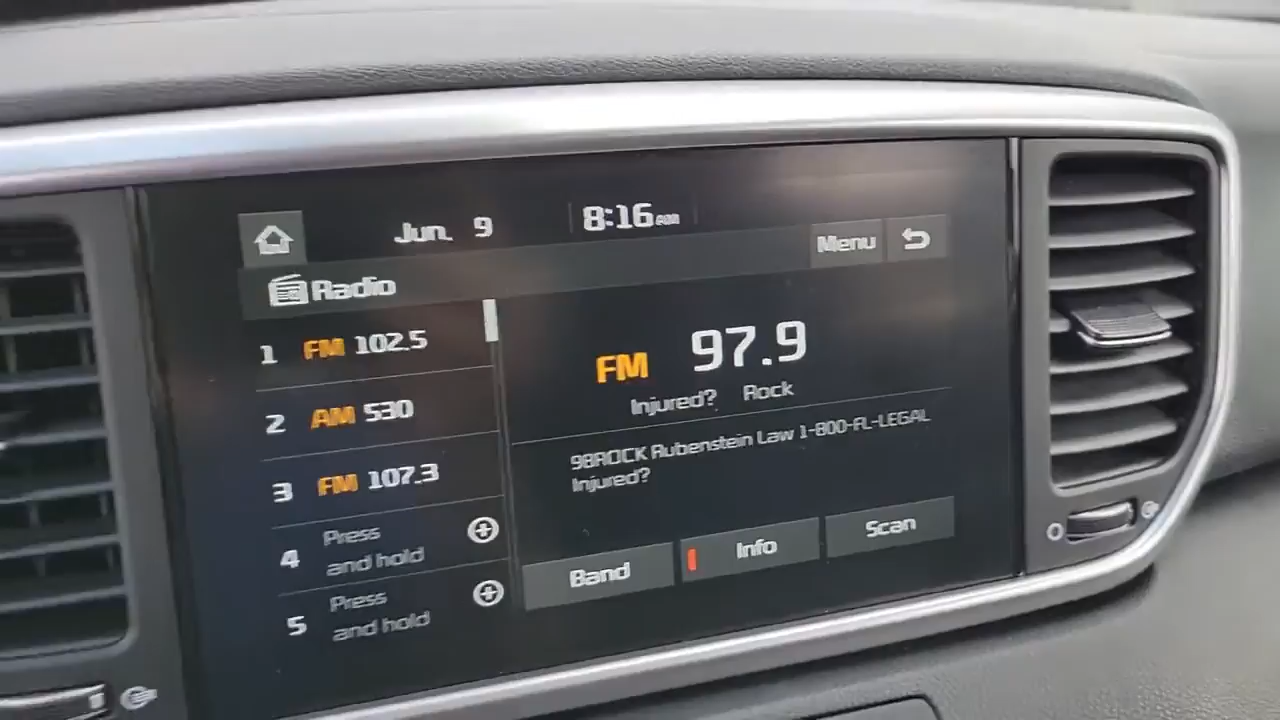 Jun. 9 8:16
Menu
Radio
1 FM 102.5
2 AM 530
3 FM 107.3
4 Press
and hold
5 Press
and hold
FM 97.9
Injured? Rock
98ROCK Rubenstein Law 1-800-FL-LEGAL
Injured?
Band Info Scan